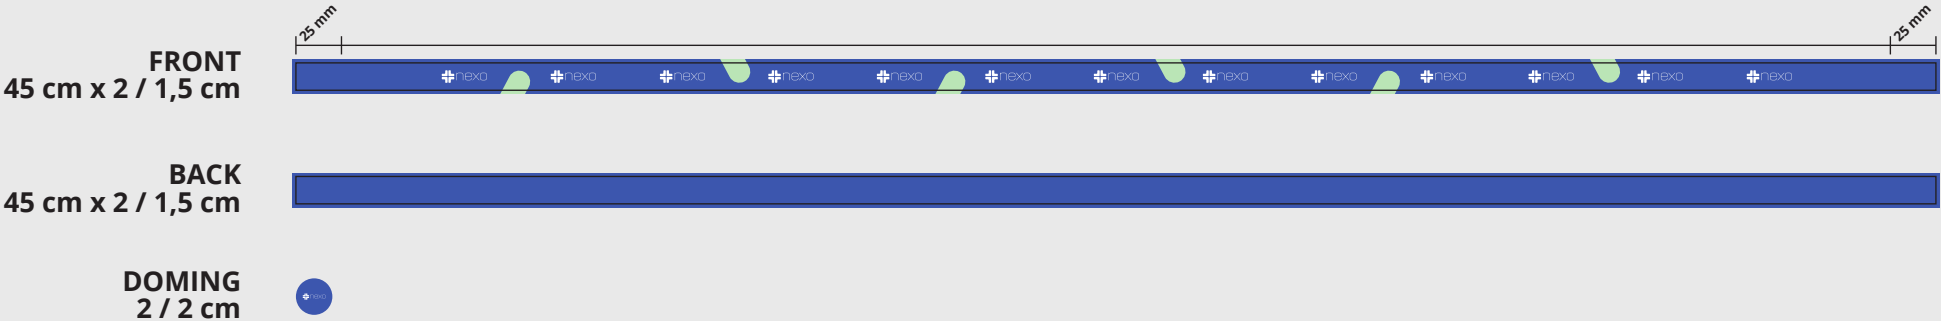 25 mm
25 mm
FRONT
45 cm x 2 / 1,5 cm
nexo nexo nexo nexo nexo nexo nexo nexo nexo nexo nexo nexo nexo
BACK
45 cm x 2 / 1,5 cm
DOMING
2 / 2 cm
nexo